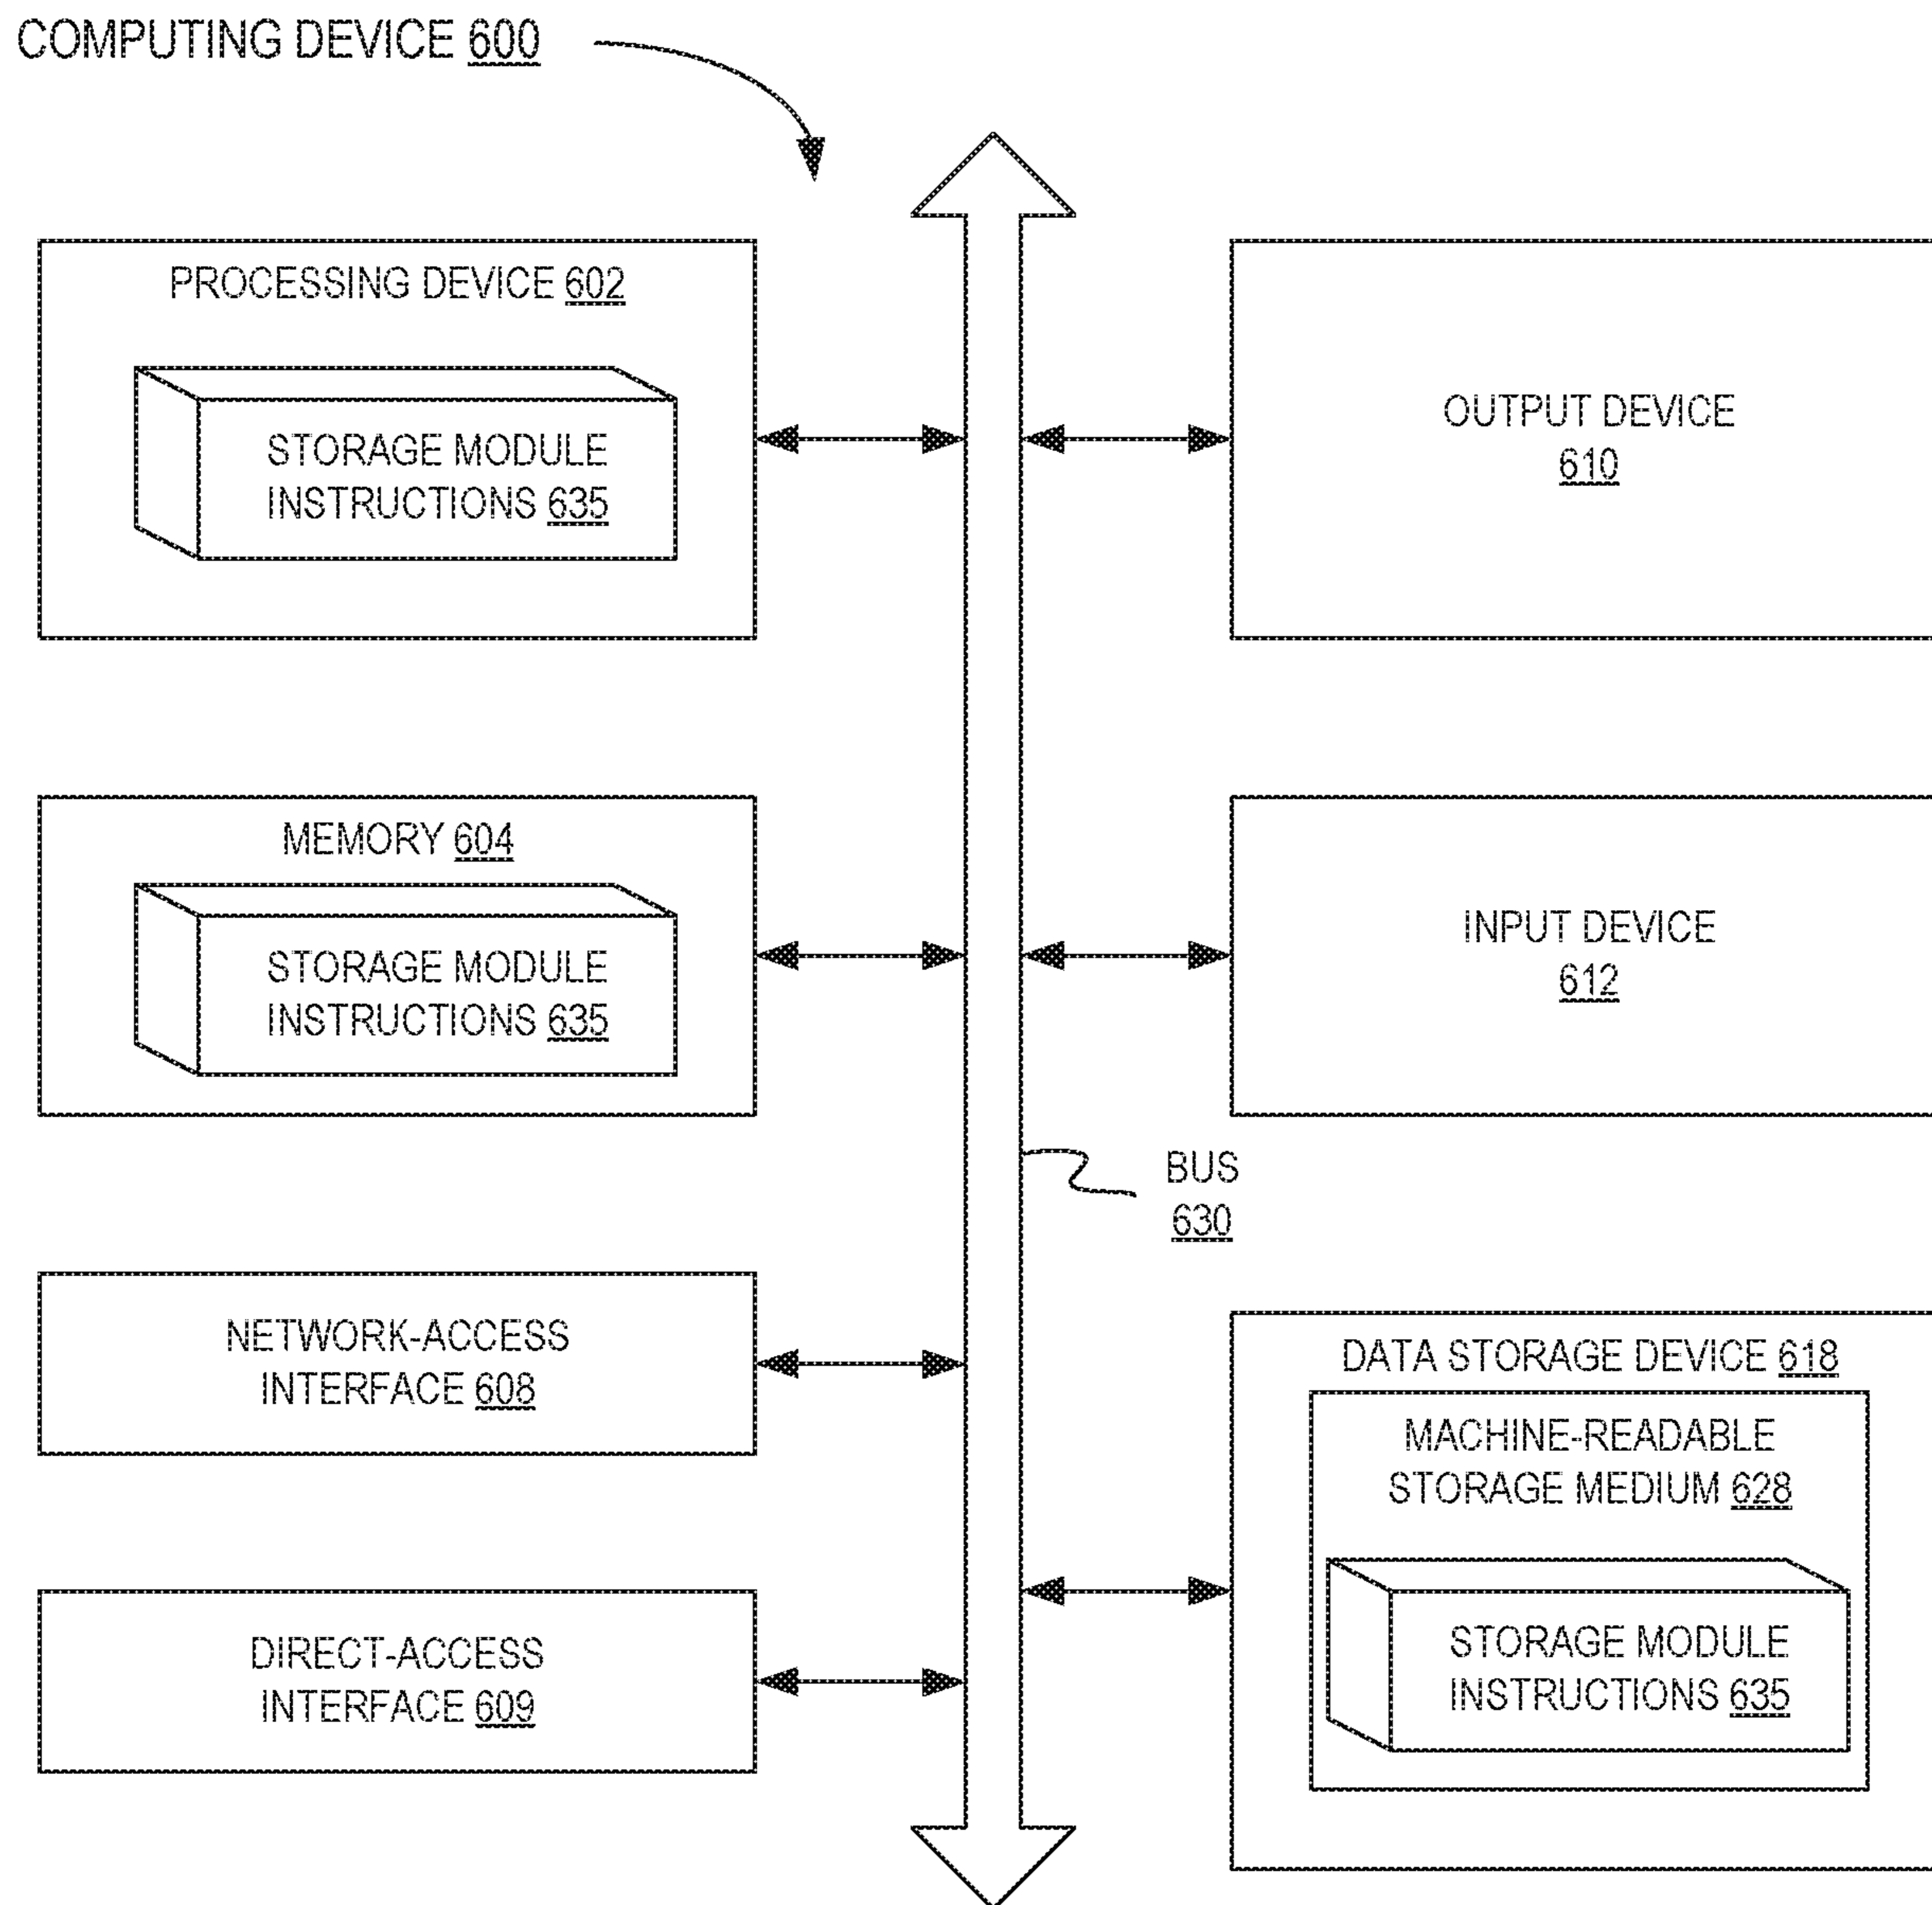 COMPUTING DEVICE 600
PROCESSING DEVICE 602
STORAGE MODULE
INSTRUCTIONS 635
OUTPUT DEVICE
610
MEMORY 604
STORAGE MODULE
INSTRUCTIONS 635
INPUT DEVICE
612
BUS
630
NETWORK-ACCESS
INTERFACE 608
DIRECT-ACCESS
INTERFACE 609
DATA STORAGE DEVICE 618
MACHINE-READABLE
STORAGE MEDIUM 628
STORAGE MODULE
INSTRUCTIONS 635